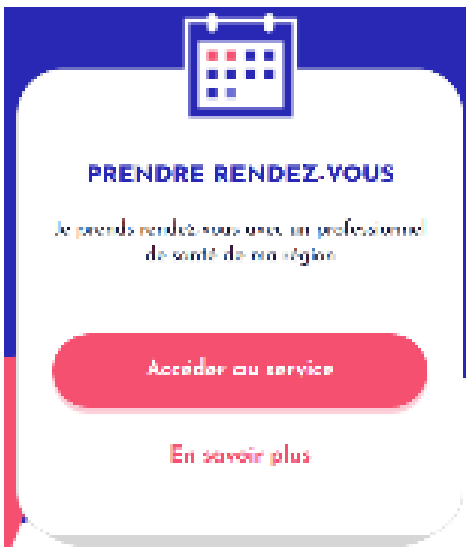 PRENDRE RENDEZ-VOUS
Je prends rendez-vous avec un professionnel
de santé de ma région
Accéder au service
En savoir plus